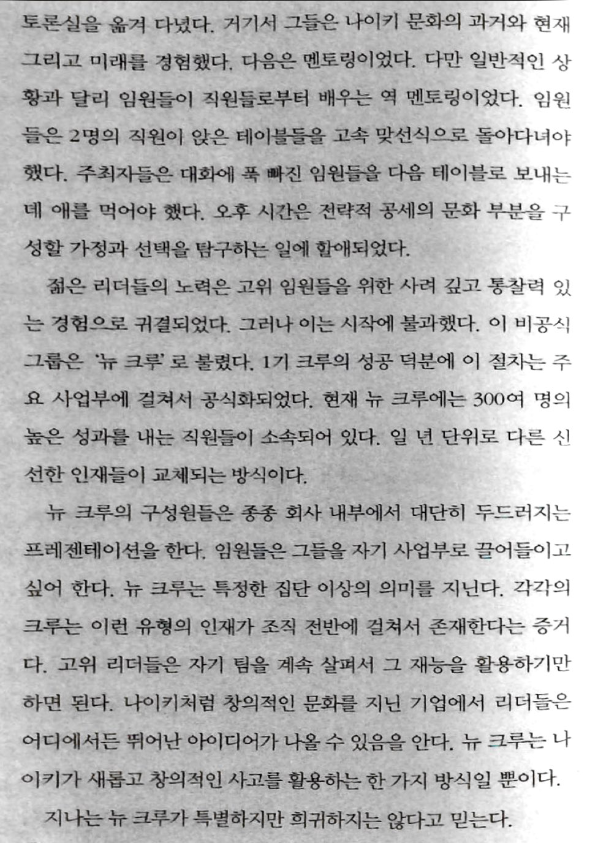 토론실을 옮겨 다녔다. 거기서 그들은 나이키 문화의 과거와 현재
그리고 미래를 경험했다. 다음은 멘토링이었다. 다만 일반적인 상
황과 달리 임원들이 직원들로부터 배우는 역 멘토링이었다. 임원
들은 2명의 직원이 앉은 테이블들을 고속 맞선식으로 돌아다녀야
했다. 주최자들은 대화에 푹 빠진 임원들을 다음 테이블로 보내는
데 애를 먹어야 했다. 오후 시간은 전략적 공세의 문화 부분을 구
성할 가정과 선택을 탐구하는 일에 할애되었다.
젊은 리더들의 노력은 고위 임원들을 위한 사려 깊고 통찰력 있
는 경험으로 귀결되었다. 그러나 이는 시작에 불과했다. 이 비공식
그룹은 ‘뉴 크루’로 불렸다. 1기 크루의 성공 덕분에 이 절차는 주
요 사업부에 걸쳐서 공식화되었다. 현재 뉴 크루에는 300여 명의
높은 성과를 내는 직원들이 소속되어 있다. 일 년 단위로 다른 신
선한 인재들이 교체되는 방식이다.
뉴 크루의 구성원들은 종종 회사 내부에서 대단히 두드러지는
프레젠테이션을 한다. 임원들은 그들을 자기 사업부로 끌어들이고
싶어 한다. 뉴 크루는 특정한 집단 이상의 의미를 지닌다. 각각의
크루는 이런 유형의 인재가 조직 전반에 걸쳐서 존재한다는 증거
다. 고위 리더들은 자기 팀을 계속 살펴서 그 재능을 활용하기만
하면 된다. 나이키처럼 창의적인 문화를 지닌 기업에서 리더들은
어디에서든 뛰어난 아이디어가 나올 수 있음을 안다. 뉴 크루는 나
이키가 새롭고 창의적인 사고를 활용하는 한 가지 방식일 뿐이다.
지나는 뉴 크루가 특별하지만 희귀하지는 않다고 믿는다.